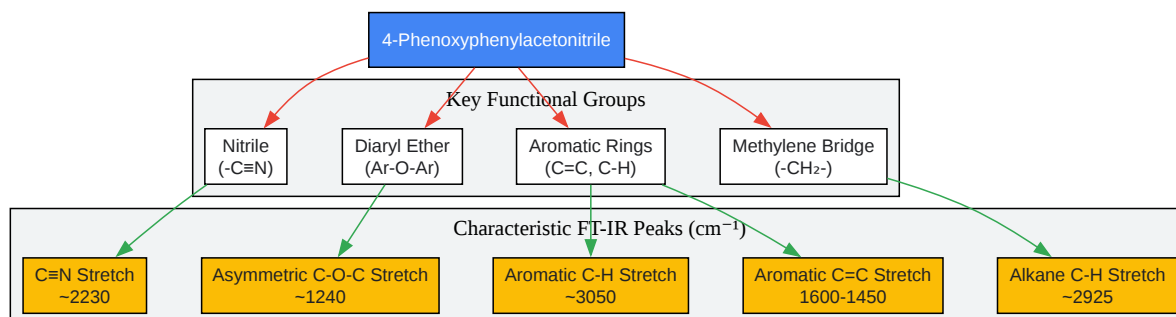 4-Phenoxyphenylacetonitrile
Key Functional Groups
Nitrile
(-C≡N)
Diaryl Ether
(Ar-O-Ar)
Aromatic Rings
(C=C, C-H)
Methylene Bridge
(-CH₂-)
Characteristic FT-IR Peaks (cm⁻¹)
C≡N Stretch
~2230
Asymmetric C-O-C Stretch
~1240
Aromatic C-H Stretch
~3050
Aromatic C=C Stretch
1600-1450
Alkane C-H Stretch
~2925